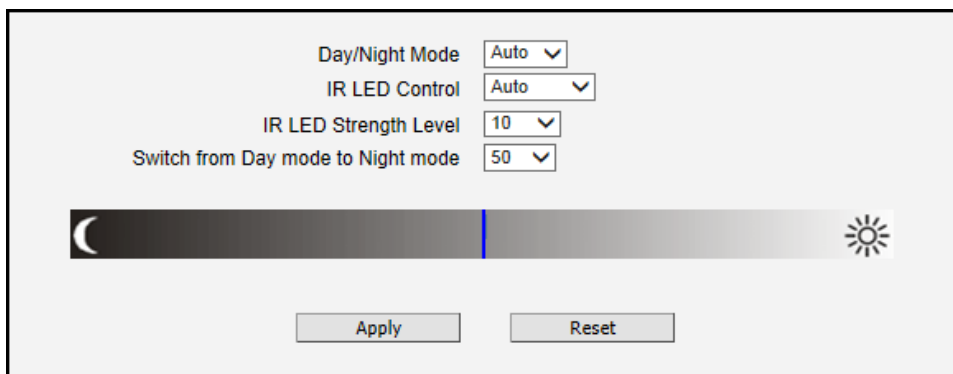 Day/Night Mode Auto
IR LED Control Auto
IR LED Strength Level 10
Switch from Day mode to Night mode 50
Apply Reset